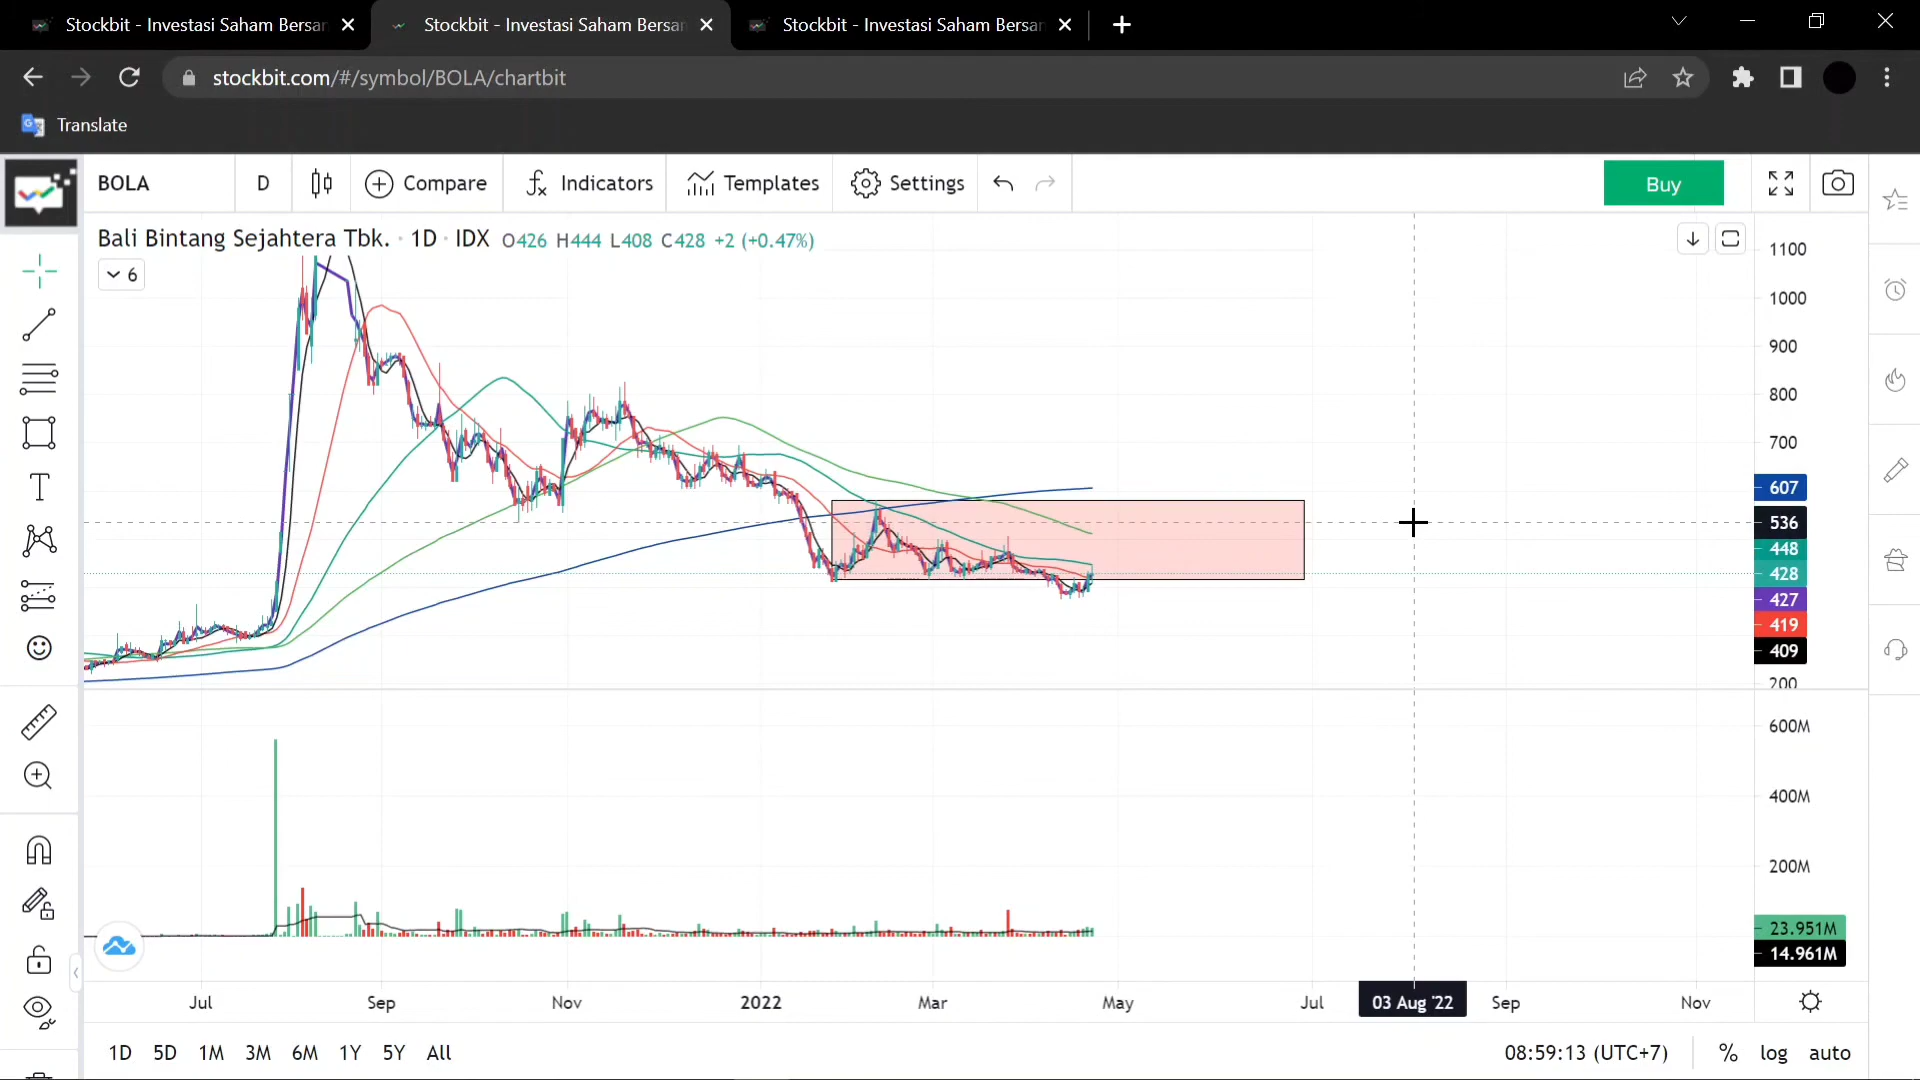 Stockbit - Investasi Saham Bersar
Stockbit - Investasi Saham Bersar
Stockbit - Investasi Saham Bersar
stockbit.com/#/symbol/BOLA/chartbit
Translate
BOLA
D
Compare
Indicators
Templates
Settings
Buy
Bali Bintang Sejahtera Tbk. · 1D · IDX O426 H444 L408 C428 +2 (+0.47%)
6
1100
1000
900
800
700
607
536
448
428
427
419
409
200
600M
400M
200M
23.951M
14.961M
Jul
Sep
Nov
2022
Mar
May
Jul
03 Aug '22
Sep
Nov
1D 5D 1M 3M 6M 1Y 5Y All
08:59:13 (UTC+7)
% log auto